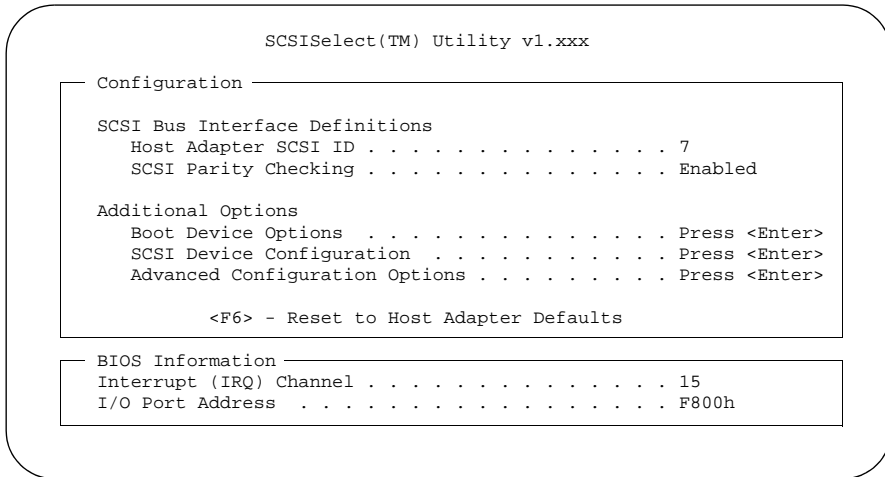 SCSISelect(TM) Utility v1.xxx
Configuration
SCSI Bus Interface Definitions
Host Adapter SCSI ID . . . . . . . . . . . . . . 7
SCSI Parity Checking . . . . . . . . . . . . . . Enabled
Additional Options
Boot Device Options . . . . . . . . . . . . . . Press <Enter>
SCSI Device Configuration . . . . . . . . . . . Press <Enter>
Advanced Configuration Options . . . . . . . . . Press <Enter>
<F6> - Reset to Host Adapter Defaults
BIOS Information
Interrupt (IRQ) Channel . . . . . . . . . . . . . . 15
I/O Port Address . . . . . . . . . . . . . . . . . F800h